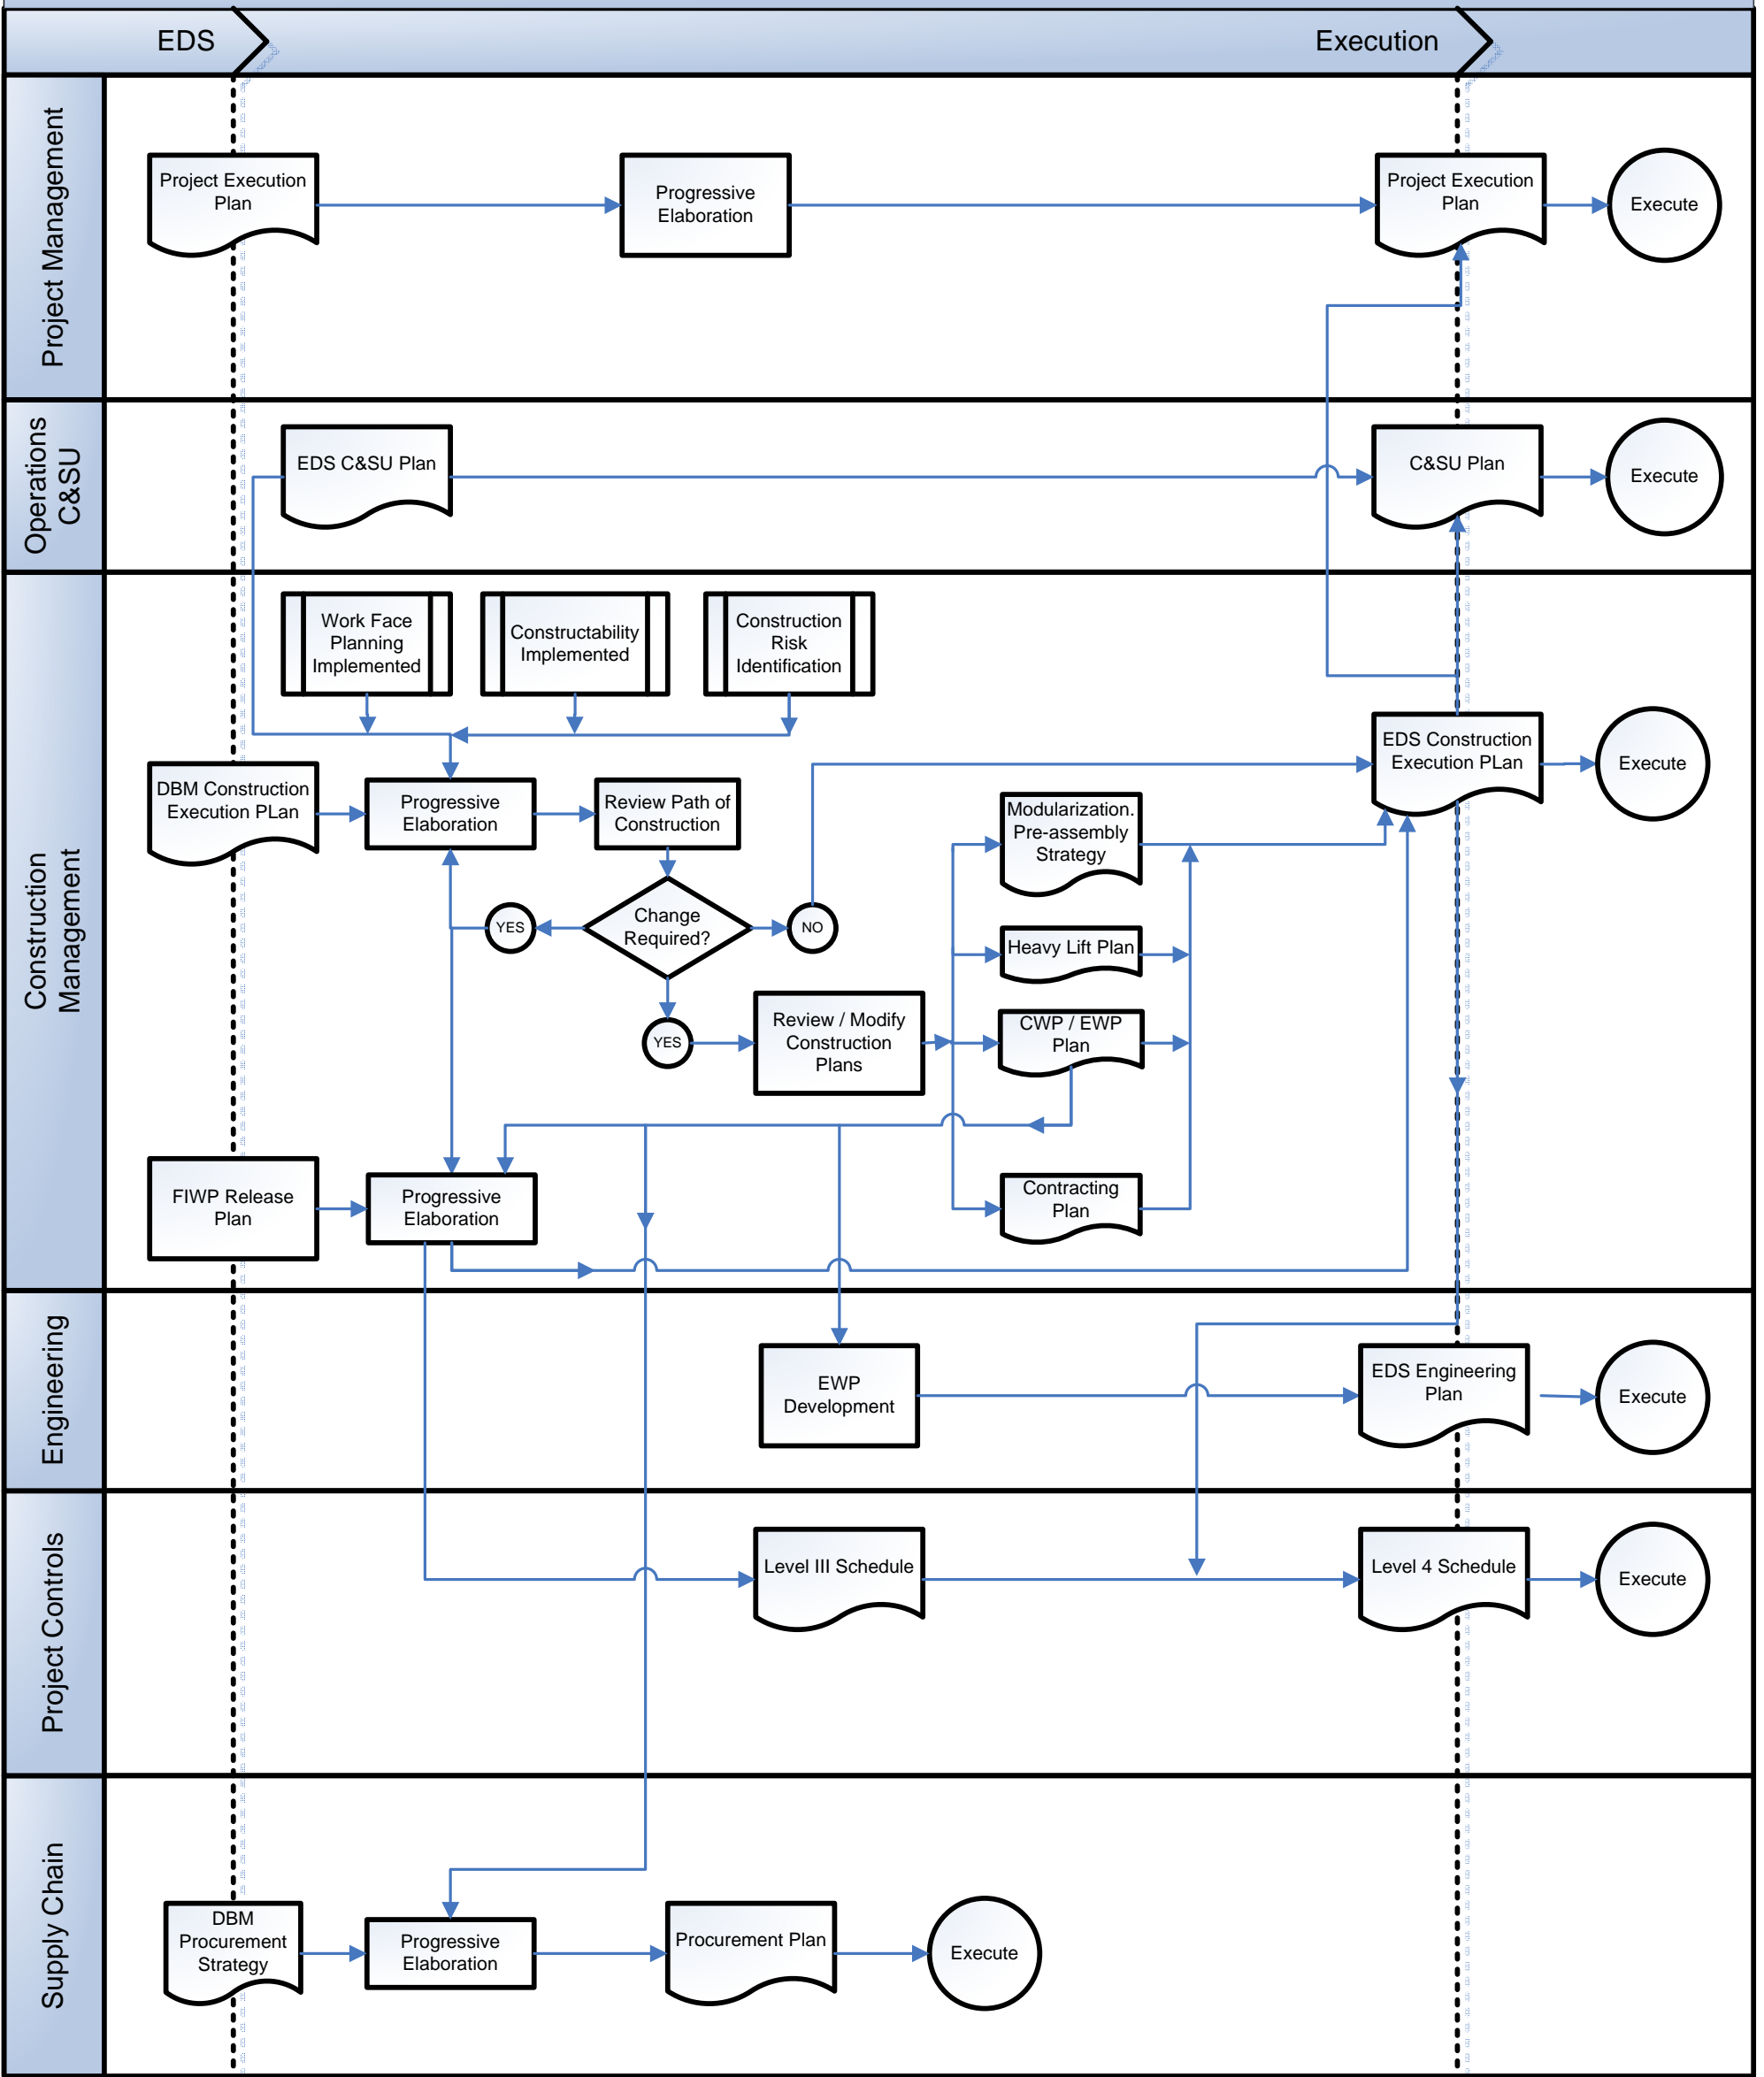 EDS
Execution
Project Management
Project Execution
Plan
Progressive
Elaboration
Project Execution
Plan
Execute
Operations
C&SU
EDS C&SU Plan
C&SU Plan
Execute
Construction
Management
Work Face
Planning
Implemented
Constructability
Implemented
Construction
Risk
Identification
DBM Construction
Execution PLan
Progressive
Elaboration
Review Path of
Construction
EDS Construction
Execution PLan
Execute
Modularization.
Pre-assembly
Strategy
YES
Change
Required?
NO
Heavy Lift Plan
YES
Review / Modify
Construction
Plans
CWP / EWP
Plan
FIWP Release
Plan
Progressive
Elaboration
Contracting
Plan
Engineering
EWP
Development
EDS Engineering
Plan
Execute
Project Controls
Level III Schedule
Level 4 Schedule
Execute
Supply Chain
DBM
Procurement
Strategy
Progressive
Elaboration
Procurement Plan
Execute